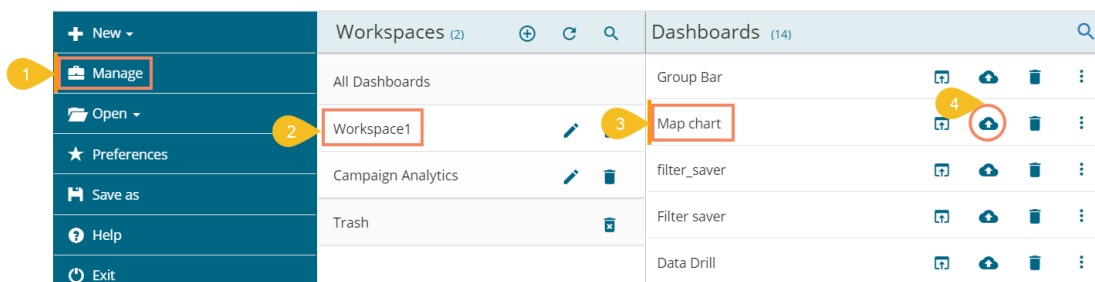 New
Manage
Open
Preferences
Save as
Help
Exit
1
Workspaces (2)
All Dashboards
Workspace1
2
Campaign Analytics
Trash
Dashboards (14)
Group Bar
Map chart
3
4
filter_saver
Filter saver
Data Drill